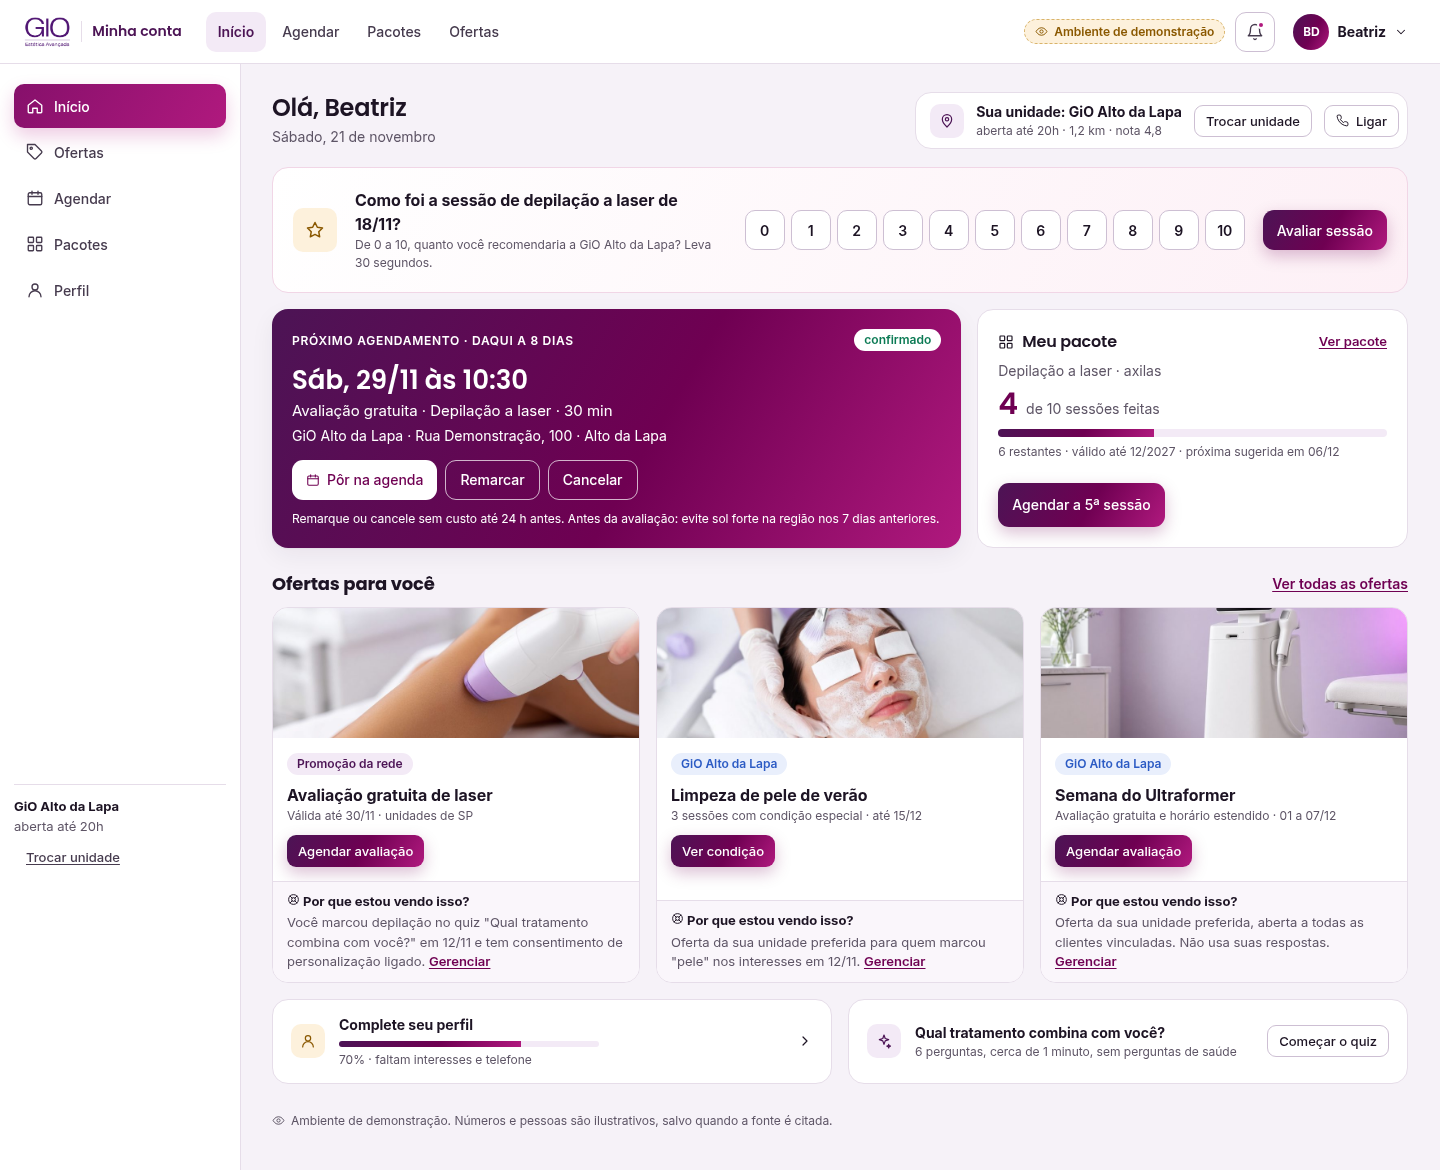 GIO
Estética Avançada
Minha conta
Início
Agendar
Pacotes
Ofertas
Ambiente de demonstração
BD
Beatriz
Início
Ofertas
Agendar
Pacotes
Perfil
GiO Alto da Lapa
aberta até 20h
Trocar unidade
Olá, Beatriz
Sábado, 21 de novembro
Sua unidade: GiO Alto da Lapa
aberta até 20h · 1,2 km · nota 4,8
Trocar unidade
Ligar
Como foi a sessão de depilação a laser de
18/11?
De 0 a 10, quanto você recomendaria a GiO Alto da Lapa? Leva
30 segundos.
0 1 2 3 4 5 6 7 8 9 10
Avaliar sessão
PRÓXIMO AGENDAMENTO · DAQUI A 8 DIAS
confirmado
Sáb, 29/11 às 10:30
Avaliação gratuita · Depilação a laser · 30 min
GiO Alto da Lapa · Rua Demonstração, 100 · Alto da Lapa
Pôr na agenda
Remarcar
Cancelar
Remarque ou cancele sem custo até 24 h antes. Antes da avaliação: evite sol forte na região nos 7 dias anteriores.
Meu pacote
Ver pacote
Depilação a laser · axilas
4 de 10 sessões feitas
6 restantes · válido até 12/2027 · próxima sugerida em 06/12
Agendar a 5ª sessão
Ofertas para você
Ver todas as ofertas
Promoção da rede
Avaliação gratuita de laser
Válida até 30/11 · unidades de SP
Agendar avaliação
Por que estou vendo isso?
Você marcou depilação no quiz "Qual tratamento
combina com você?" em 12/11 e tem consentimento de
personalização ligado. Gerenciar
GiO Alto da Lapa
Limpeza de pele de verão
3 sessões com condição especial · até 15/12
Ver condição
Por que estou vendo isso?
Oferta da sua unidade preferida para quem marcou
"pele" nos interesses em 12/11. Gerenciar
GiO Alto da Lapa
Semana do Ultraformer
Avaliação gratuita e horário estendido · 01 a 07/12
Agendar avaliação
Por que estou vendo isso?
Oferta da sua unidade preferida, aberta a todas as
clientes vinculadas. Não usa suas respostas.
Gerenciar
Complete seu perfil
70% · faltam interesses e telefone
Qual tratamento combina com você?
6 perguntas, cerca de 1 minuto, sem perguntas de saúde
Começar o quiz
Ambiente de demonstração. Números e pessoas são ilustrativos, salvo quando a fonte é citada.